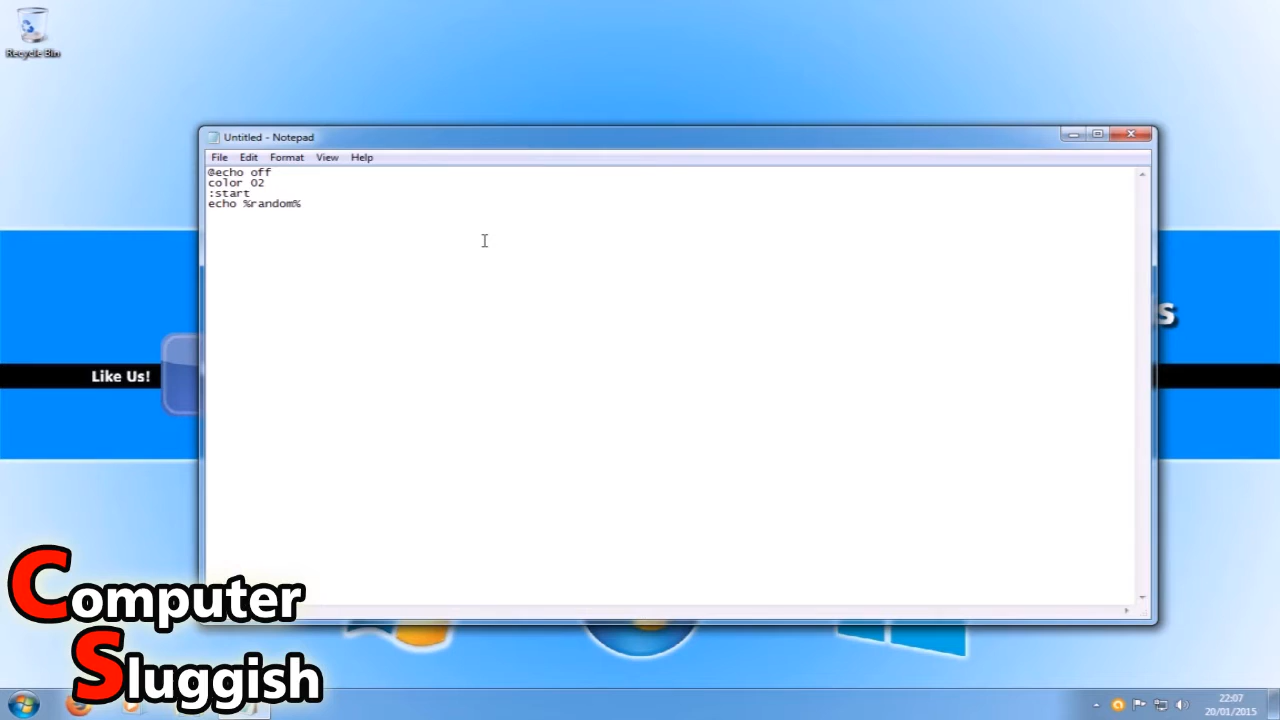 Recycle Bin
Untitled - Notepad
File Edit Format View Help
@echo off
color 02
:start
echo %random%
s
Like Us!
Computer
Sluggish
22:07
20/01/2015